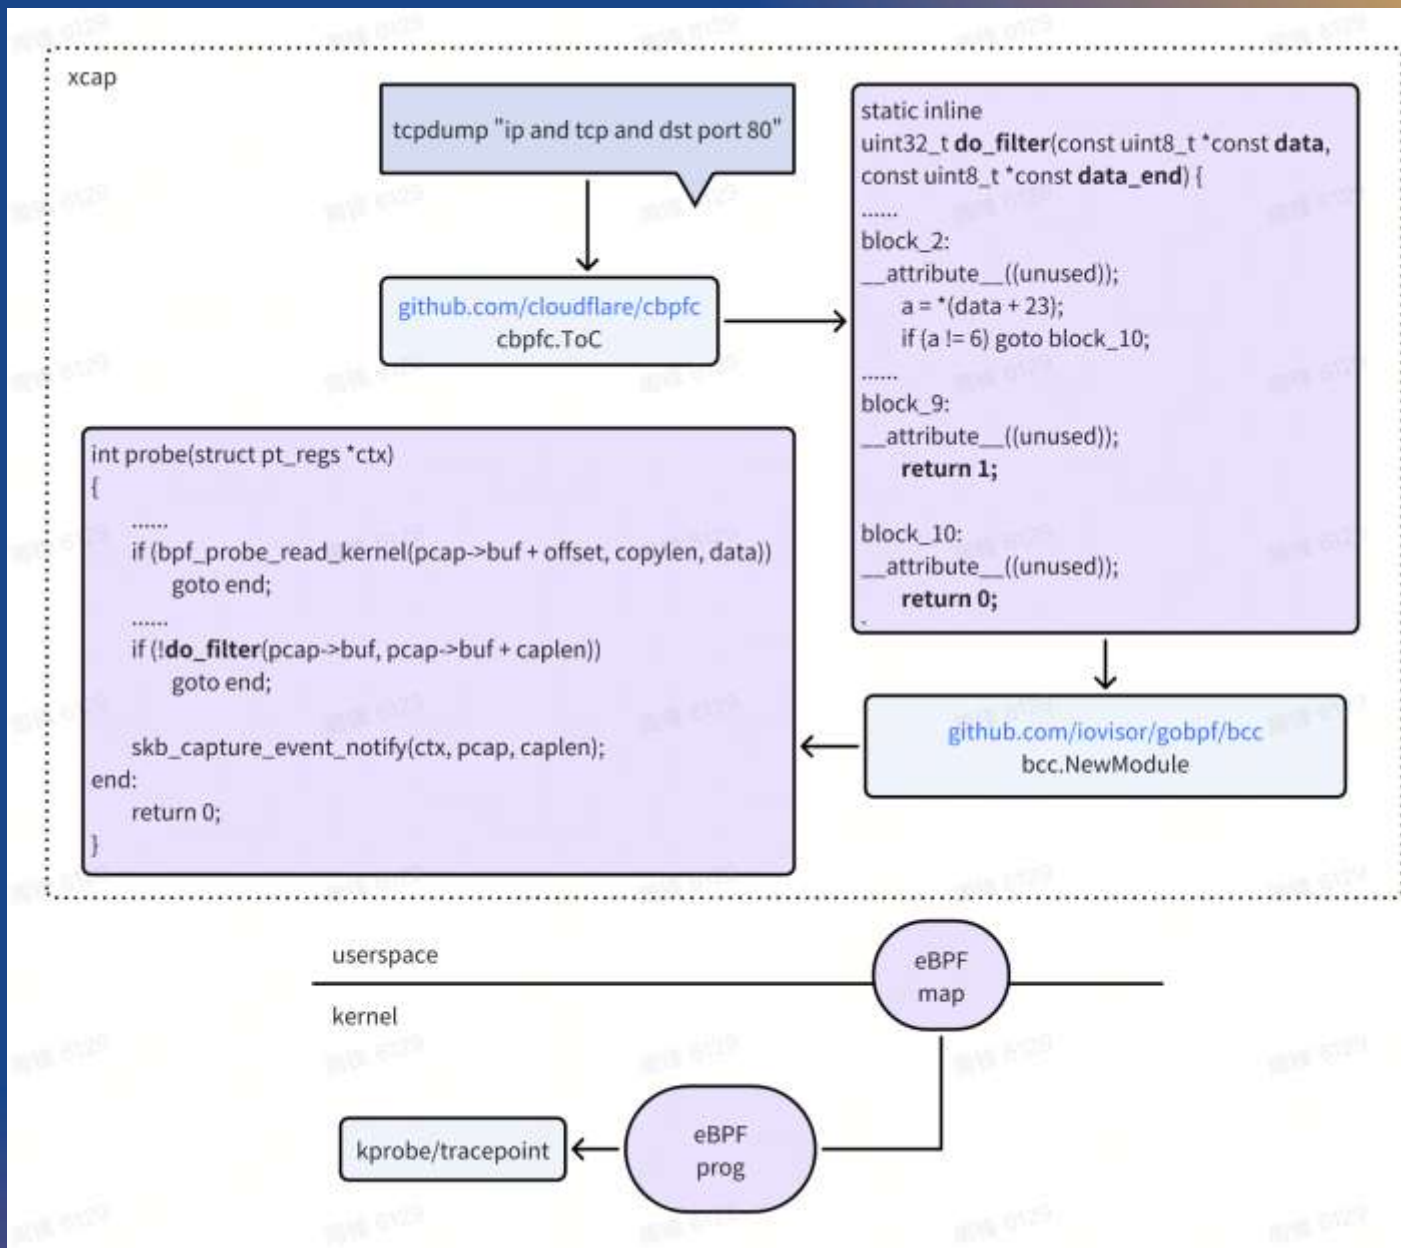 xcap
tcpdump "ip and tcp and dst port 80"
github.com/cloudflare/cbpfc
cbpfc.ToC
static inline
uint32_t do_filter(const uint8_t *const data,
const uint8_t *const data_end) {
......
block_2:
__attribute__((unused));
a = *(data + 23);
if (a != 6) goto block_10;
......
block_9:
__attribute__((unused));
return 1;
block_10:
__attribute__((unused));
return 0;
github.com/iovisor/gobpf/bcc
bcc.NewModule
int probe(struct pt_regs *ctx)
{
......
if (bpf_probe_read_kernel(pcap->buf + offset, copylen, data))
goto end;
......
if (!do_filter(pcap->buf, pcap->buf + caplen))
goto end;
skb_capture_event_notify(ctx, pcap, caplen);
end:
return 0;
}
userspace
eBPF
map
kernel
kprobe/tracepoint
eBPF
prog